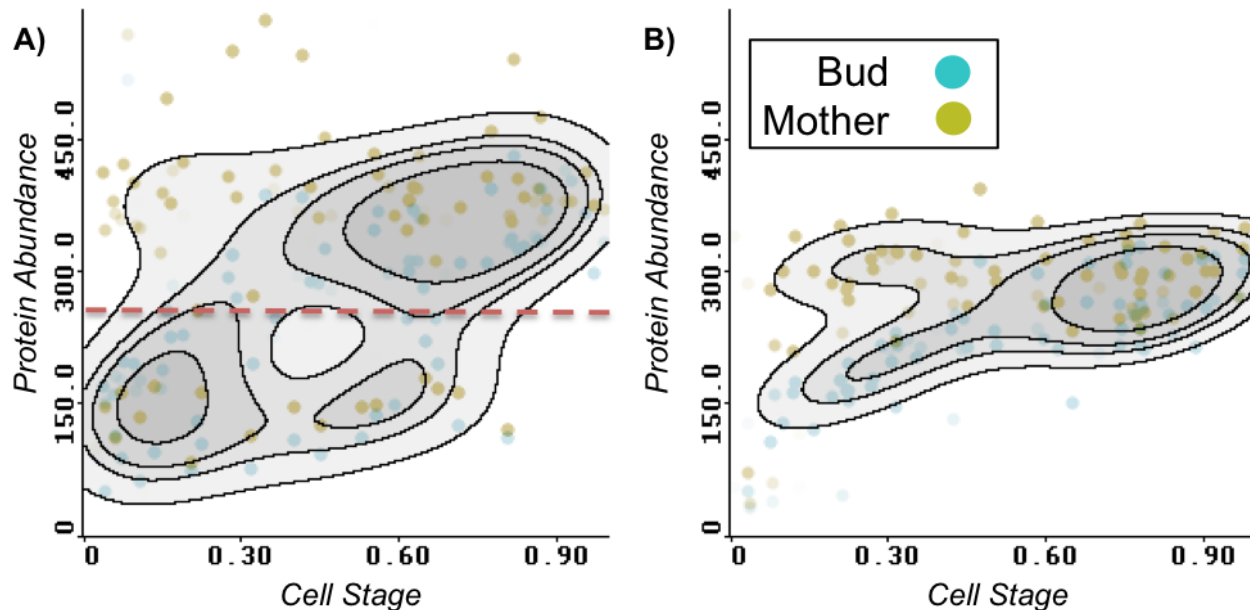 A)
Protein Abundance
450.0
300.0
150.0
0
0 0.30 0.60 0.90
Cell Stage
B)
Bud
Mother
Protein Abundance
450.0
300.0
150.0
0
0 0.30 0.60 0.90
Cell Stage